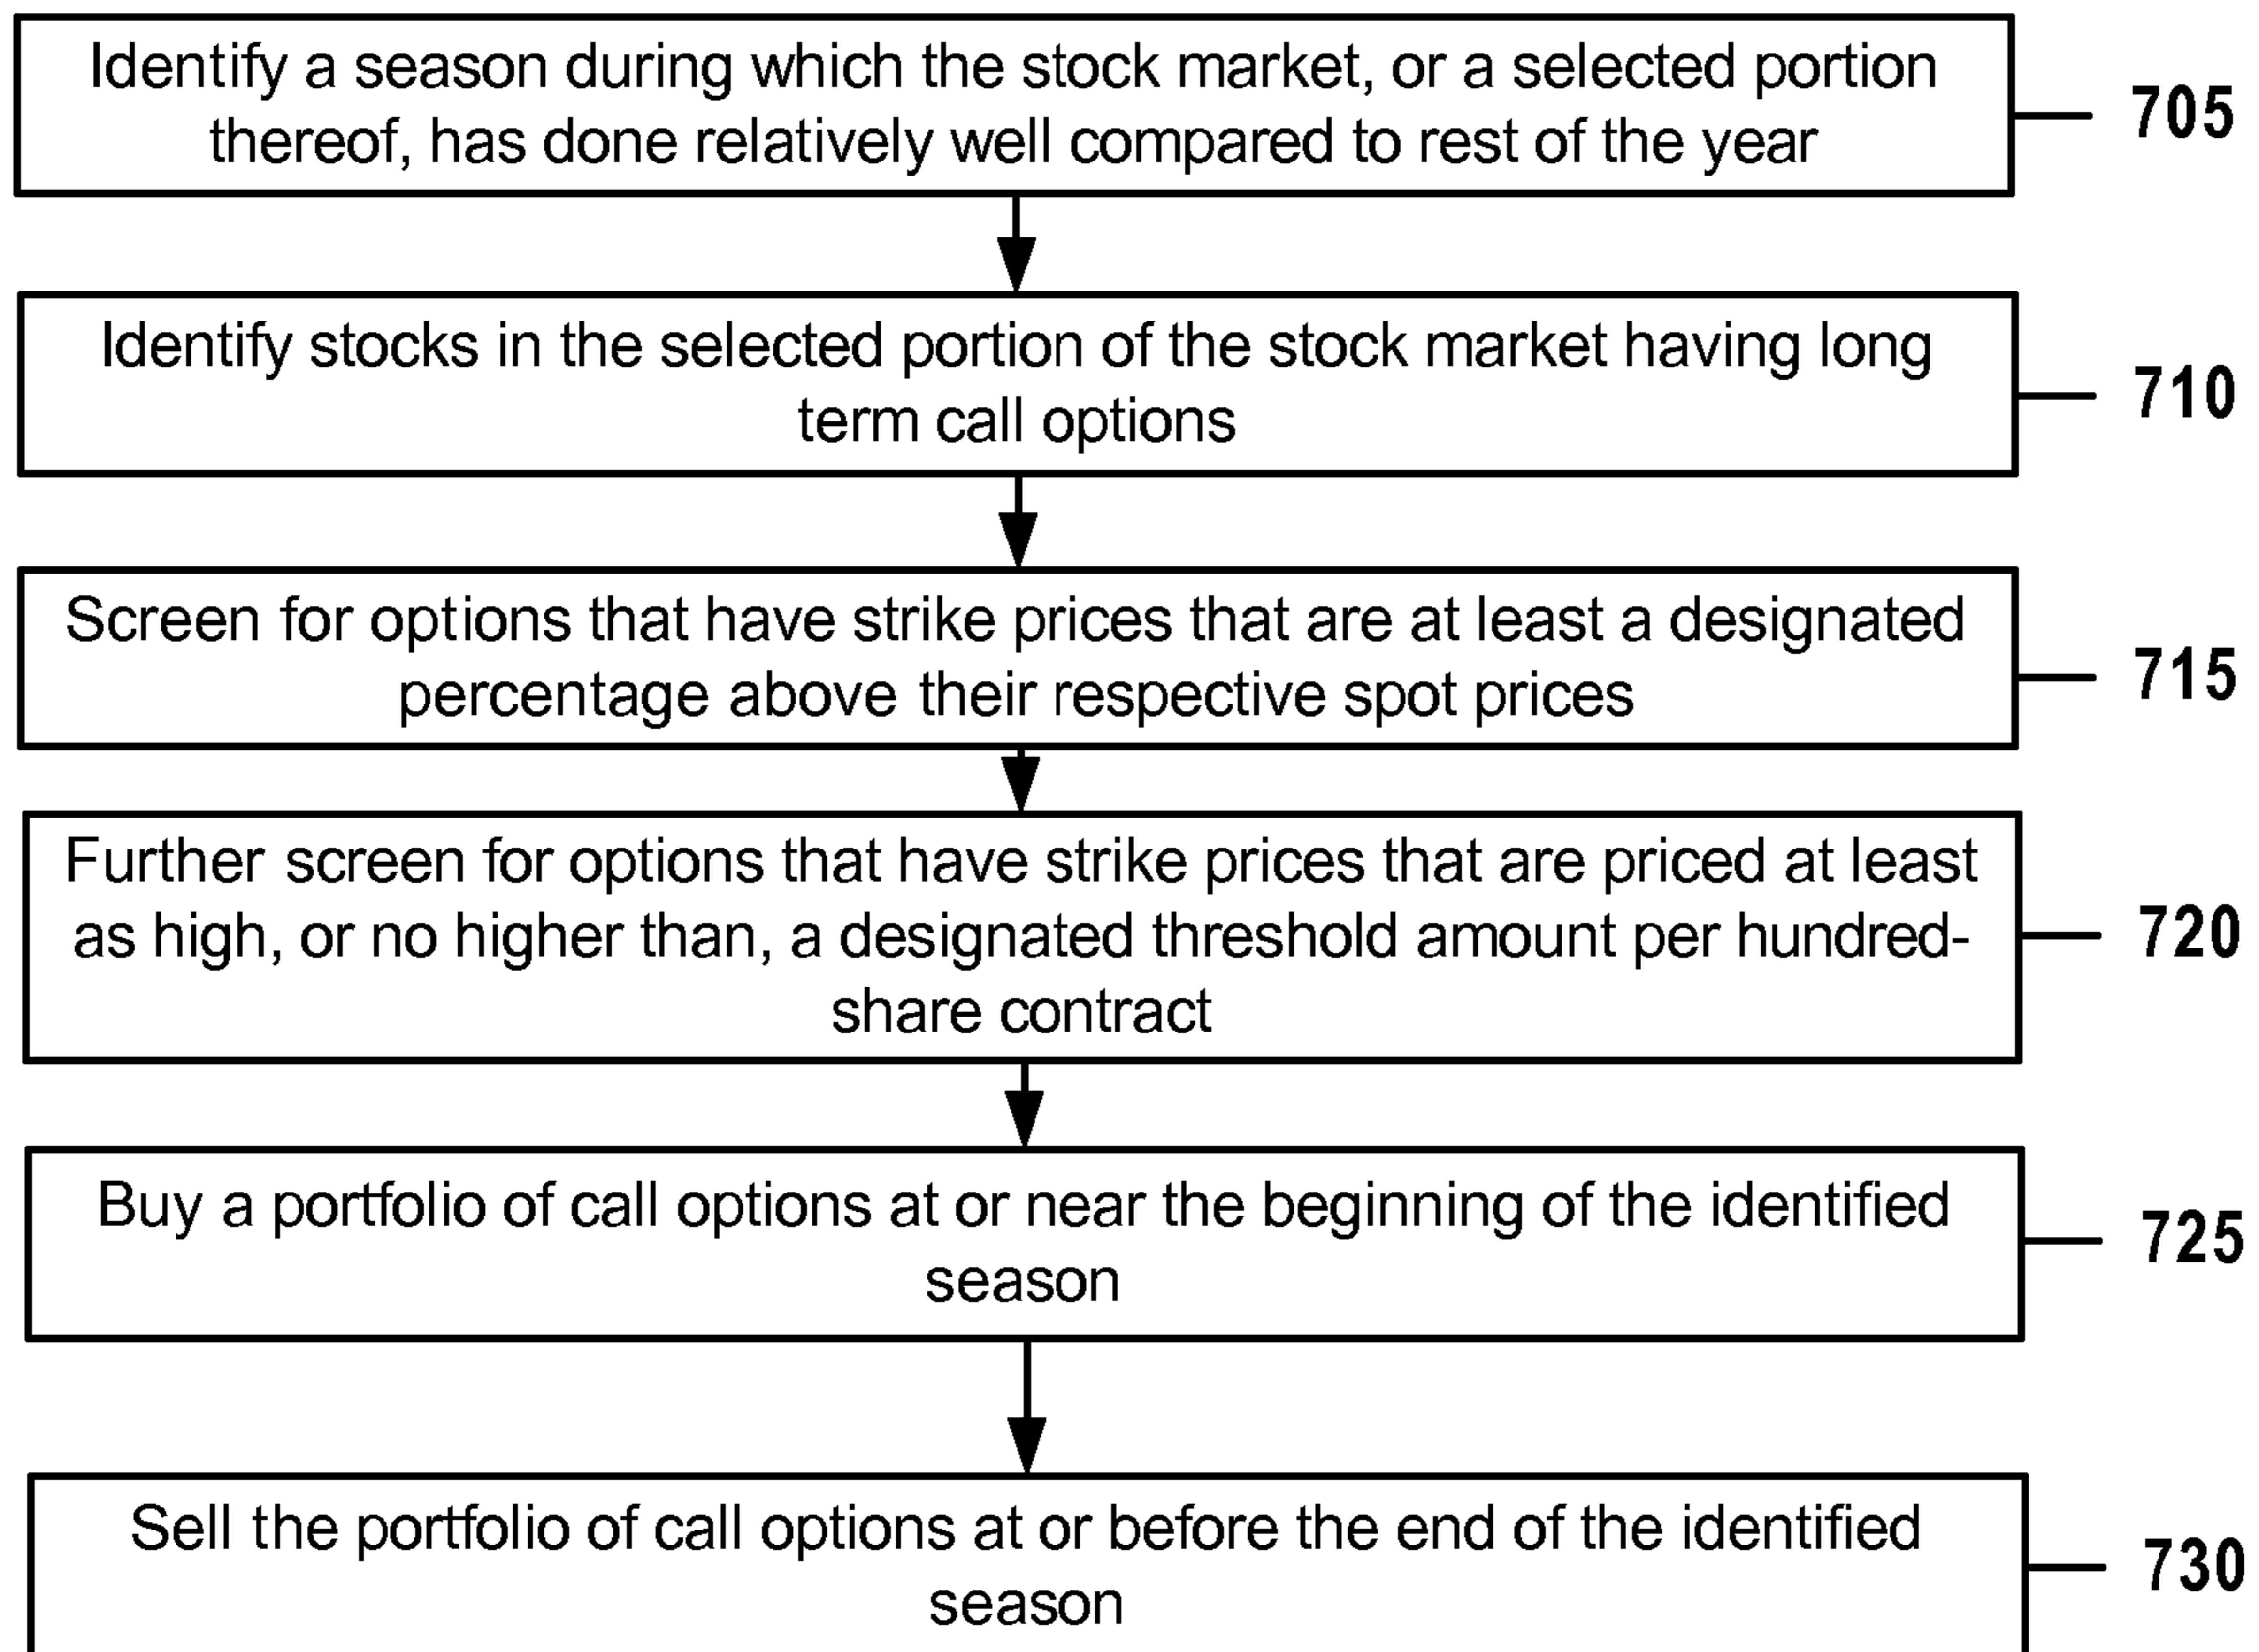 Identify a season during which the stock market, or a selected portion
thereof, has done relatively well compared to rest of the year
705
Identify stocks in the selected portion of the stock market having long
term call options
710
Screen for options that have strike prices that are at least a designated
percentage above their respective spot prices
715
Further screen for options that have strike prices that are priced at least
as high, or no higher than, a designated threshold amount per hundred-
share contract
720
Buy a portfolio of call options at or near the beginning of the identified
season
725
Sell the portfolio of call options at or before the end of the identified
season
730